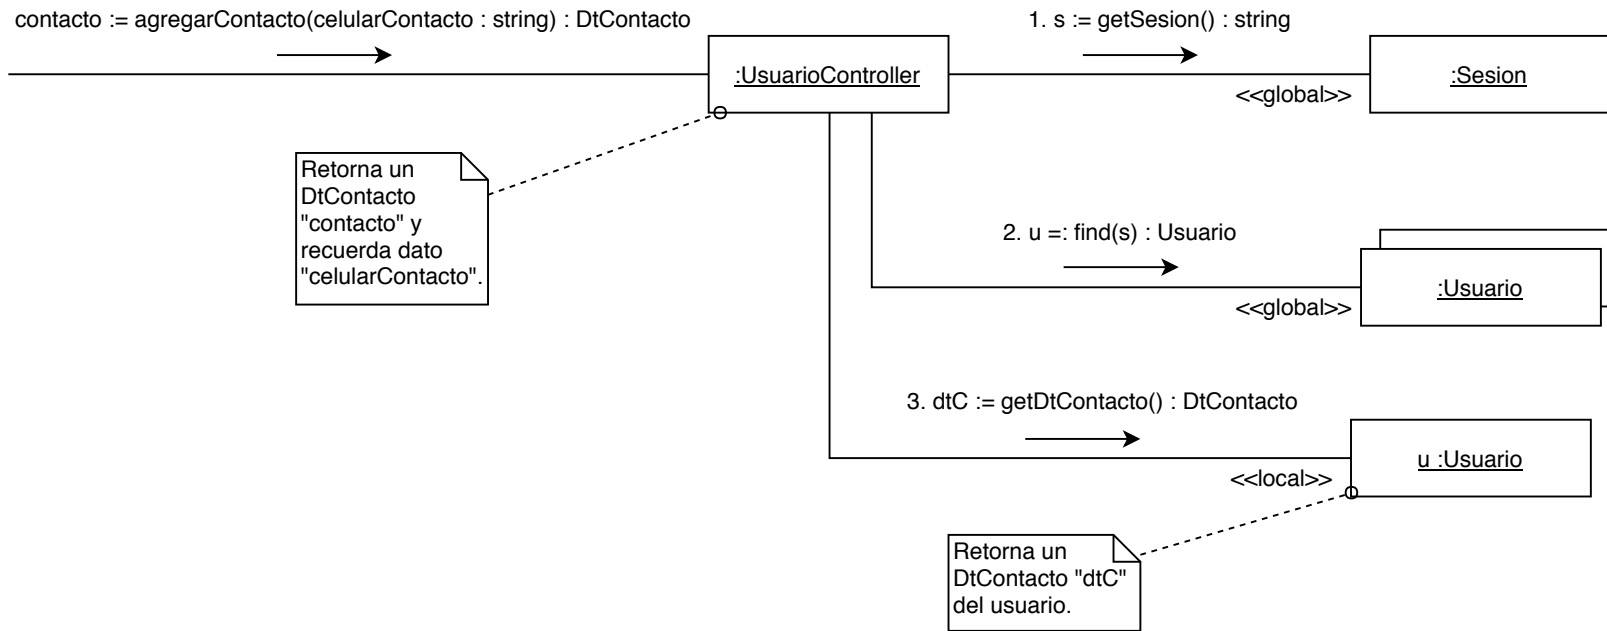 contacto := agregarContacto(celularContacto : string) : DtContacto
1. s := getSesion() : string
:UsuarioController
:Sesion
<<global>>
Retorna un
DtContacto
"contacto" y
recuerda dato
"celularContacto".
2. u =: find(s) : Usuario
:Usuario
<<global>>
3. dtC := getDtContacto() : DtContacto
u :Usuario
<<local>>
Retorna un
DtContacto "dtC"
del usuario.